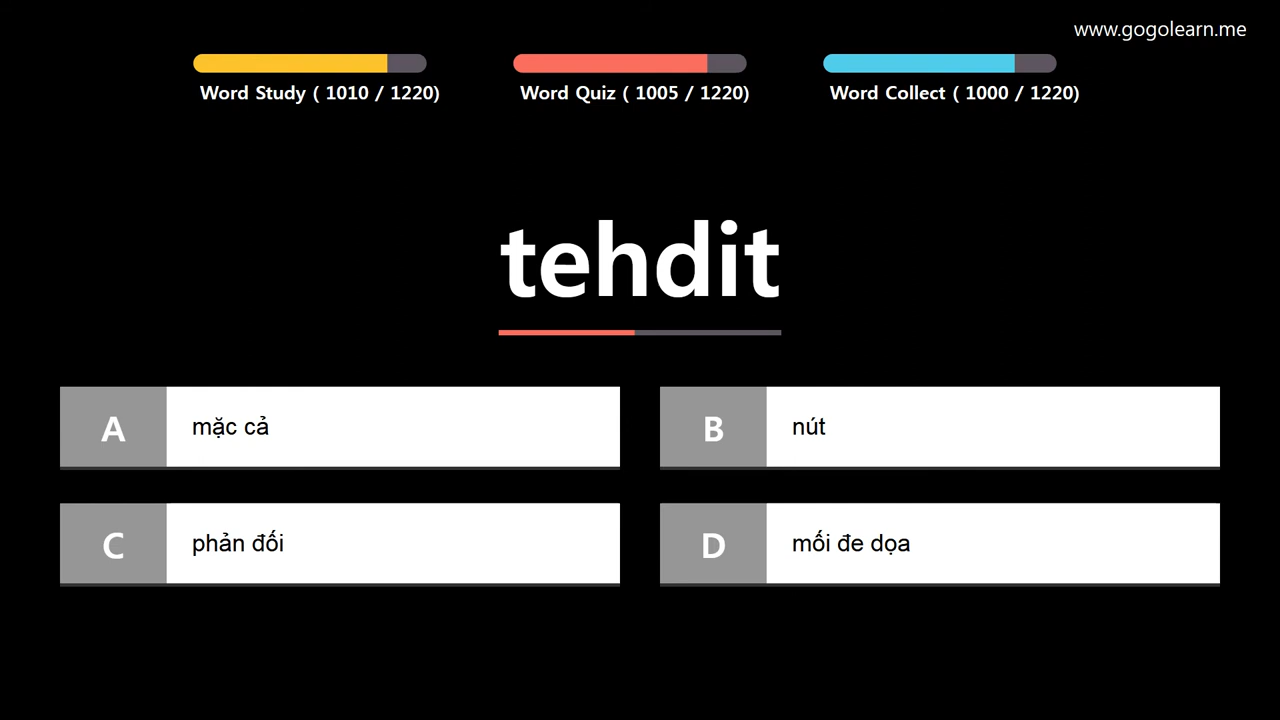 www.gogolearn.me
Word Study ( 1010 / 1220)
Word Quiz ( 1005 / 1220)
Word Collect ( 1000 / 1220)
tehdit
A mặc cả
B nút
C phản đối
D mối đe dọa